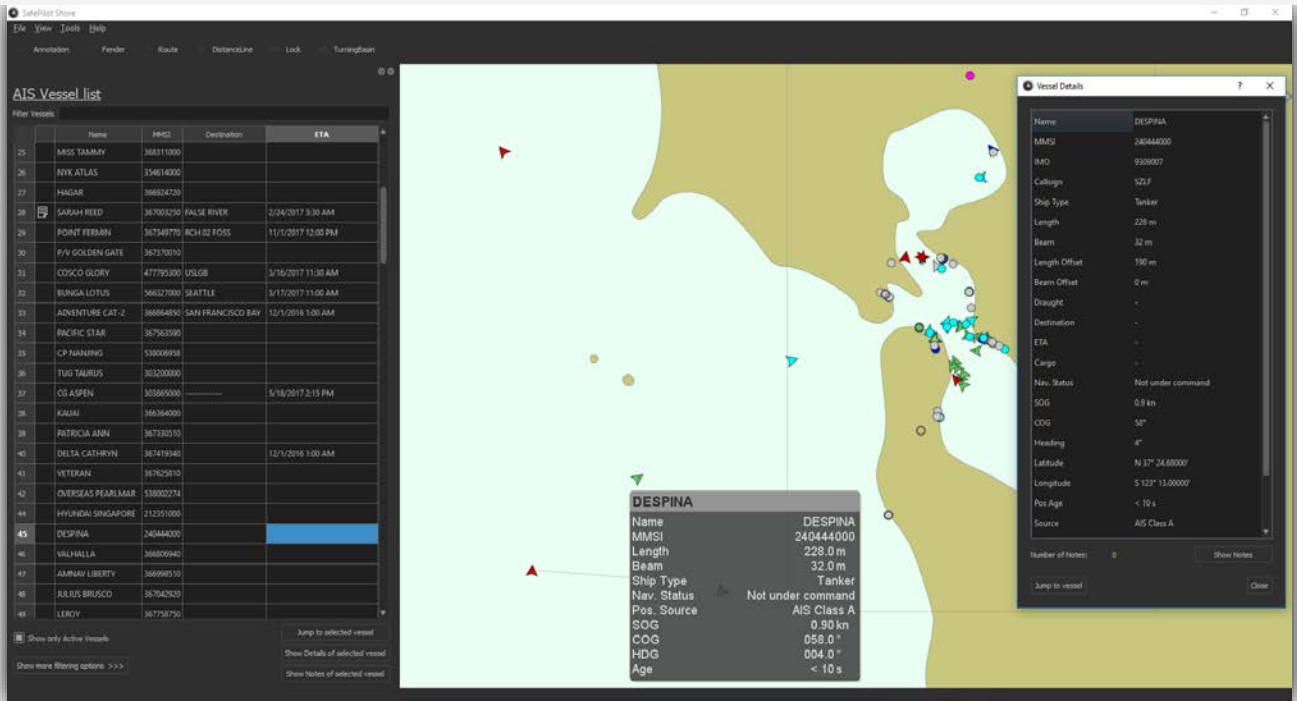 SafePilot Shore
File View Tools Help
Annotation Fender Route DistanceLine Lock TurningBasin
AIS Vessel list
Filter Vessels
Name MMSI Destination ETA
25 MISS TAMMY 368311000
26 NYK ATLAS 354614000
27 HAGAR 366924720
28 SARAH REED 367003250 FALSE RIVER 2/24/2017 3:30 AM
29 POINT FERMIN 367349770 RCH 02 FOSS 11/1/2017 12:00 PM
30 P/V GOLDEN GATE 367370010
31 COSCO GLORY 477795300 USLGB 3/16/2017 11:30 AM
32 BUNGA LOTUS 566327000 SEATTLE 3/17/2017 11:00 AM
33 ADVENTURE CAT-2 366864850 SAN FRANCISCO BAY 12/1/2016 1:00 AM
34 PACIFIC STAR 367563590
35 CP NANJING 538006958
36 TUG TAURUS 303200000
37 CG ASPEN 303865000 ----------- 5/18/2017 2:15 PM
38 KAUAI 366364000
39 PATRICIA ANN 367330510
40 DELTA CATHRYN 367419340 12/1/2016 1:00 AM
41 VETERAN 367625810
42 OVERSEAS PEARLMAR 538002274
44 HYUNDAI SINGAPORE 212351000
45 DESPINA 240444000
46 VALHALLA 366806940
47 AMNAV LIBERTY 366998510
48 JULIUS BRUSCO 367042920
49 LEROY 367758750
Show only Active Vessels
Jump to selected vessel
Show Details of selected vessel
Show more filtering options >>>
Show Notes of selected vessel
DESPINA
Name DESPINA
MMSI 240444000
Length 228.0 m
Beam 32.0 m
Ship Type Tanker
Nav. Status Not under command
Pos. Source AIS Class A
SOG 0.90 kn
COG 058.0 °
HDG 004.0 °
Age < 10 s
Vessel Details ? X
Name DESPINA
MMSI 240444000
IMO 9309007
Callsign SZLF
Ship Type Tanker
Length 228 m
Beam 32 m
Length Offset 190 m
Beam Offset 0 m
Draught -
Destination -
ETA -
Cargo -
Nav. Status Not under command
SOG 0.9 kn
COG 58°
Heading 4°
Latitude N 37° 24.68000'
Longitude S 123° 13.00000'
Pos Age < 10 s
Source AIS Class A
Number of Notes: 0 Show Notes
Jump to vessel Close